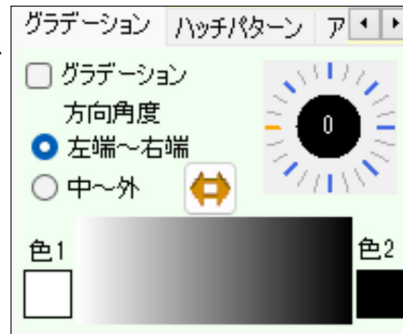 グラデーション ハッチパターン ア
グラデーション
方向角度
0
左端～右端
中～外
色1
色2